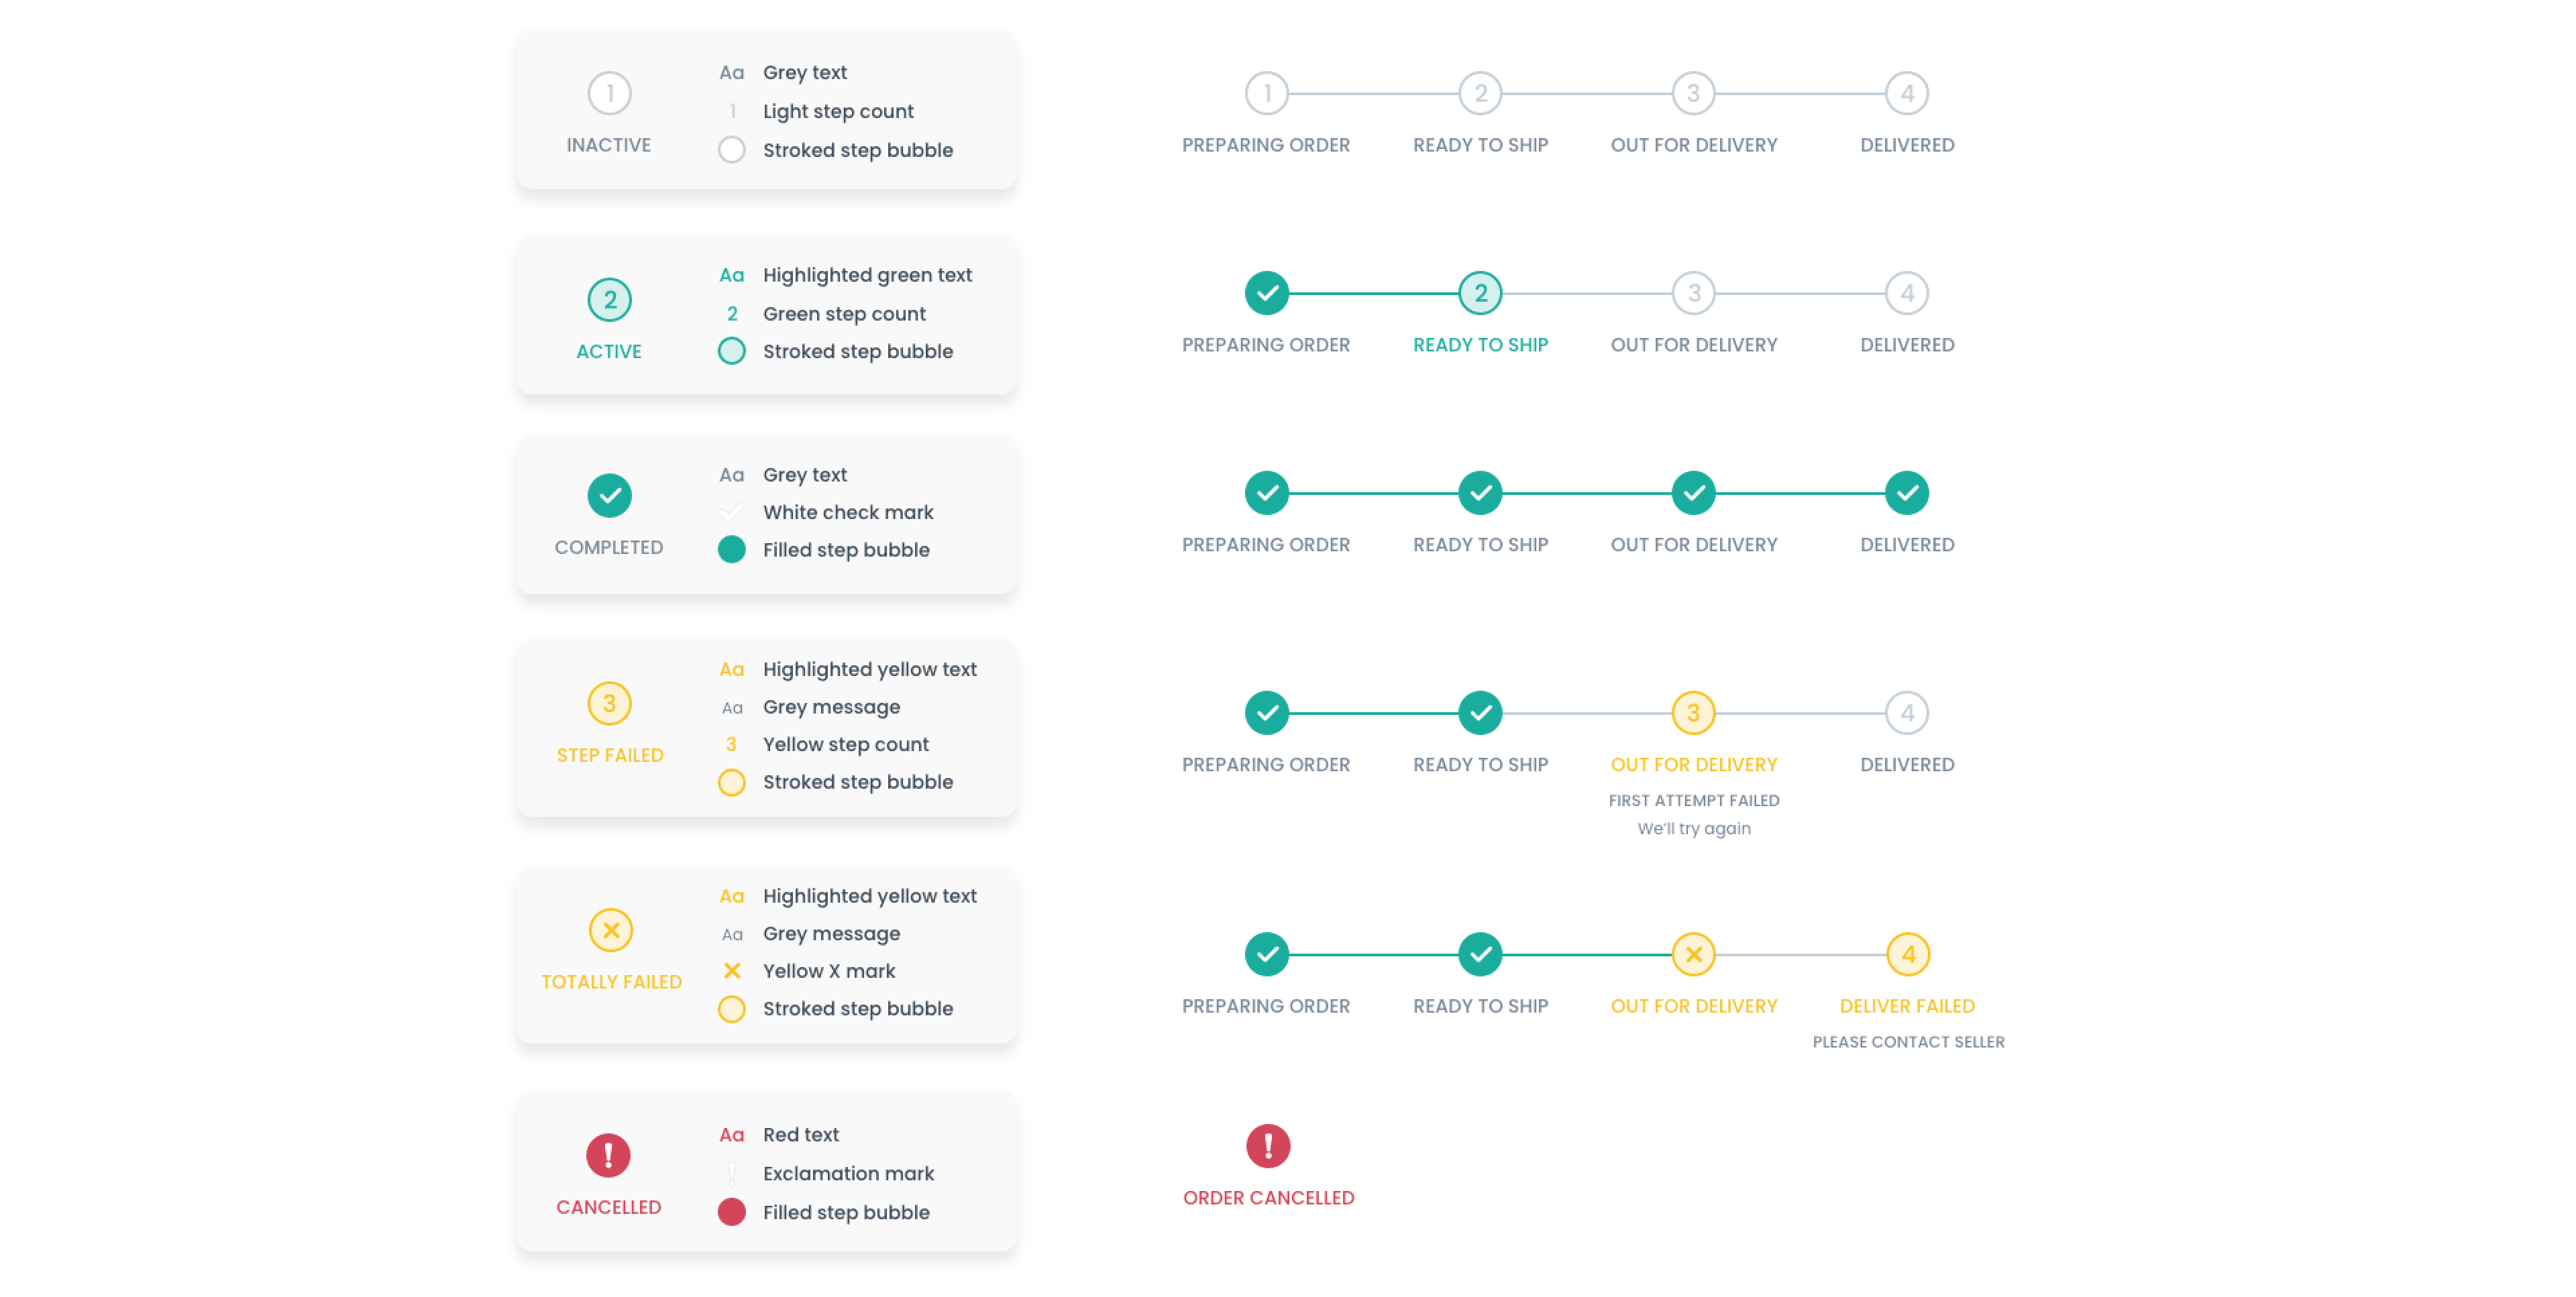 Aa Grey text
1
1 Light step count
INACTIVE
Stroked step bubble
1 2 3 4
PREPARING ORDER READY TO SHIP OUT FOR DELIVERY DELIVERED
Aa Highlighted green text
2
2 Green step count
ACTIVE
Stroked step bubble
2 3 4
PREPARING ORDER READY TO SHIP OUT FOR DELIVERY DELIVERED
Aa Grey text
White check mark
COMPLETED
Filled step bubble
PREPARING ORDER READY TO SHIP OUT FOR DELIVERY DELIVERED
Aa Highlighted yellow text
3
Aa Grey message
3 Yellow step count
STEP FAILED
Stroked step bubble
3 4
PREPARING ORDER READY TO SHIP OUT FOR DELIVERY DELIVERED
FIRST ATTEMPT FAILED
We'll try again
Aa Highlighted yellow text
Aa Grey message
Yellow X mark
TOTALLY FAILED
Stroked step bubble
4
PREPARING ORDER READY TO SHIP OUT FOR DELIVERY DELIVER FAILED
PLEASE CONTACT SELLER
Aa Red text
!
! Exclamation mark
CANCELLED
Filled step bubble
!
ORDER CANCELLED